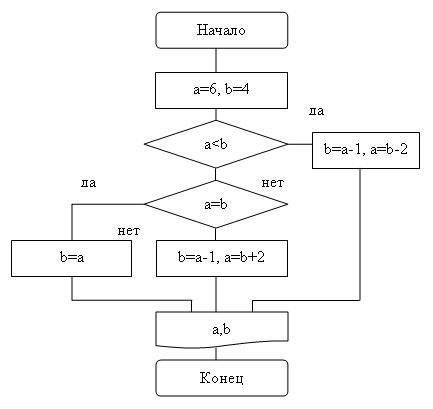 Начало
a=6, b=4
да
a<b
b=a-1, a=b-2
да
нет
a=b
нет
b=a
b=a-1, a=b+2
a,b
Конец